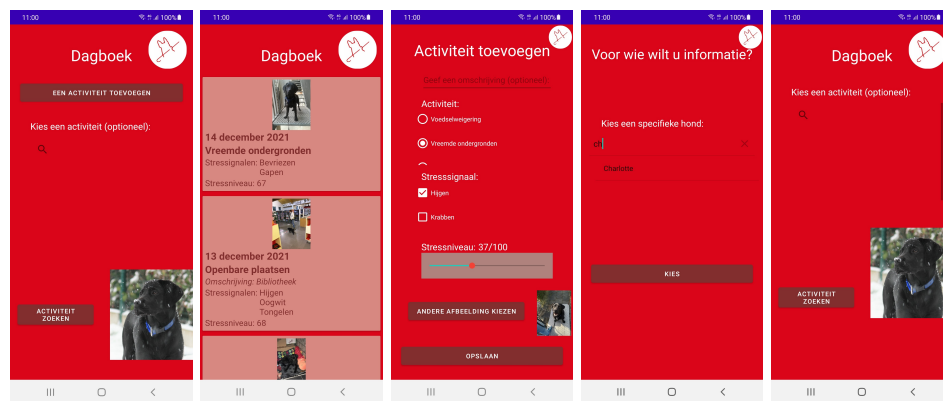 11:00
100%
Dagboek
EEN ACTIVITEIT TOEVOEGEN
Kies een activiteit (optioneel):
ACTIVITEIT
ZOEKEN
11:00
100%
Dagboek
14 december 2021
Vreemde ondergronden
Stressignalen: Bevriezen
Gapen
Stressniveau: 67
13 december 2021
Openbare plaatsen
Omschrijving: Bibliotheek
Stressignalen: Hijgen
Oogwit
Tongelen
Stressniveau: 68
11:00
100%
Activiteit toevoegen
Geef een omschrijving (optioneel)
Activiteit:
Voedselweigering
Vreemde ondergronden
Stresssignaal:
Hijgen
Krabben
Stressniveau: 37/100
ANDERE AFBEELDING KIEZEN
OPSLAAN
11:00
100%
Voor wie wilt u informatie?
Kies een specifieke hond:
ch
Charlotte
KIES
11:00
100%
Dagboek
Kies een activiteit (optioneel):
ACTIVITEIT
ZOEKEN